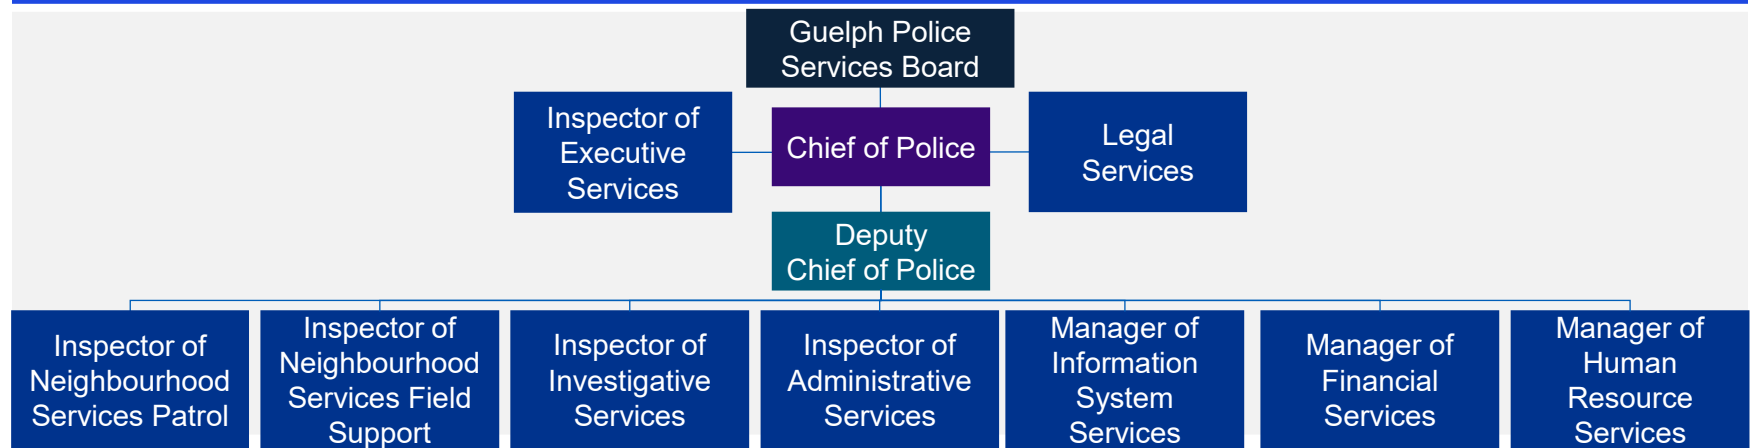 Guelph Police
Services Board
Inspector of
Executive
Services
Chief of Police
Legal
Services
Deputy
Chief of Police
Inspector of
Neighbourhood
Services Patrol
Inspector of
Neighbourhood
Services Field
Support
Inspector of
Investigative
Services
Inspector of
Administrative
Services
Manager of
Information
System
Services
Manager of
Financial
Services
Manager of
Human
Resource
Services